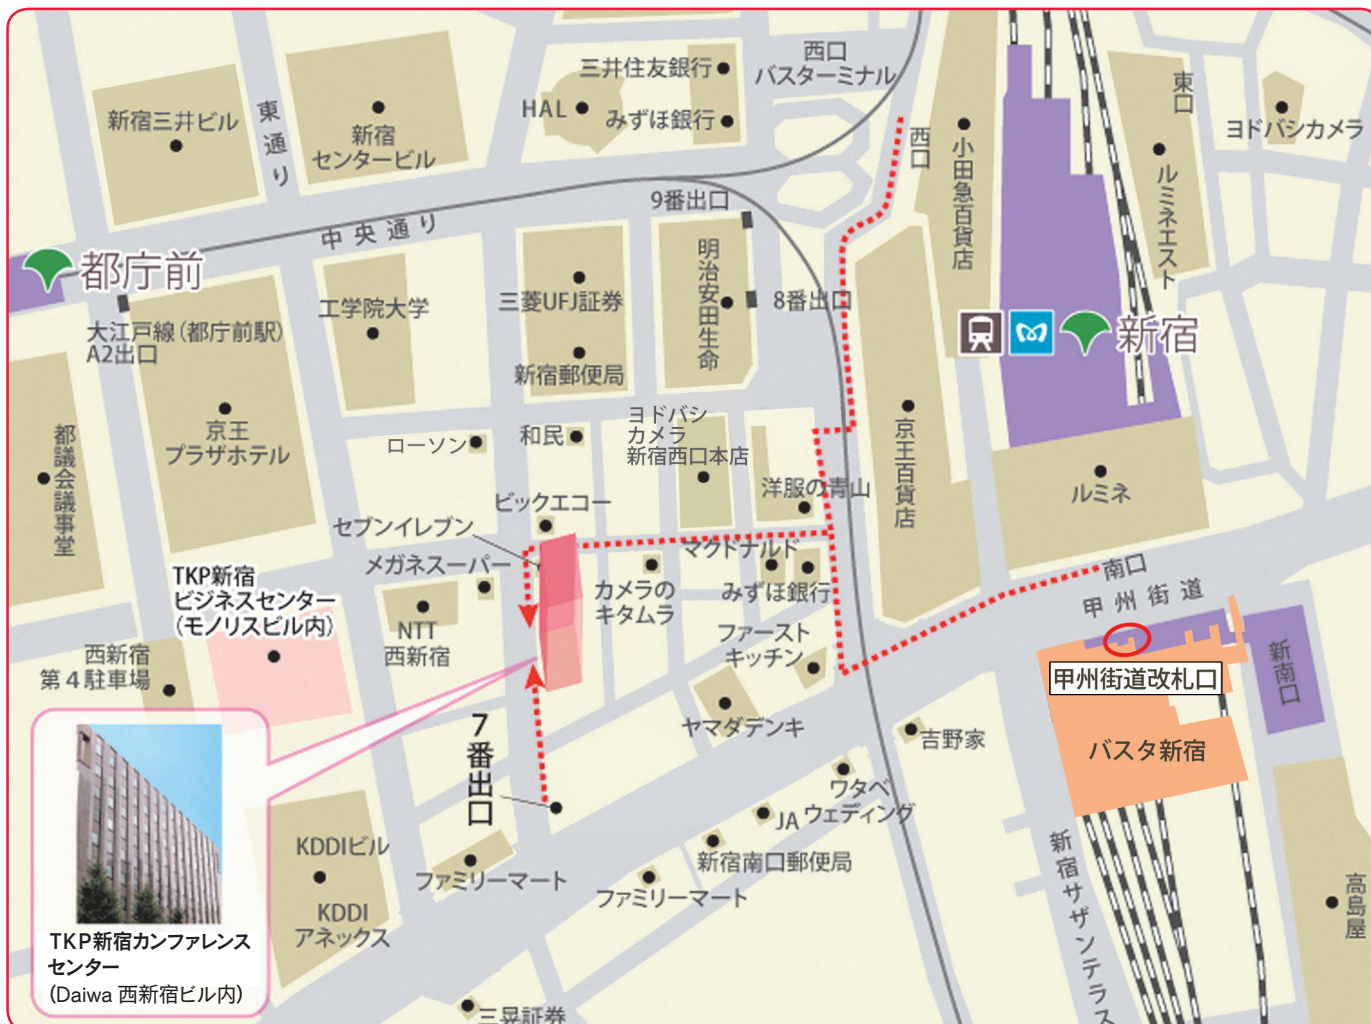 三井住友銀行
西口
バスターミナル
HAL
みずほ銀行
東口
ヨドバシカメラ
新宿三井ビル
東通り
新宿
センタービル
西口
小田急百貨店
ルミネエスト
9番出口
中央通り
都庁前
明治安田生命
8番出口
大江戸線(都庁前駅)
A2出口
工学院大学
三菱UFJ証券
新宿郵便局
新宿
都議会議事堂
京王
プラザホテル
ローソン
和民
ヨドバシ
カメラ
新宿西口本店
京王百貨店
ルミネ
洋服の青山
ビックエコー
セブンイレブン
メガネスーパー
マクドナルド
カメラの
キタムラ
みずほ銀行
南口
甲州街道
TKP新宿
ビジネスセンター
(モノリスビル内)
NTT
西新宿
ファースト
キッチン
西新宿
第4駐車場
甲州街道改札口
新南口
7番出口
ヤマダデンキ
吉野家
バスタ新宿
ワタベ
ウェディング
JA
新宿南口郵便局
KDDIビル
KDDI
アネックス
ファミリーマート
ファミリーマート
新宿サザンテラス
高島屋
TKP新宿カンファレンス
センター
(Daiwa 西新宿ビル内)
三晃証券